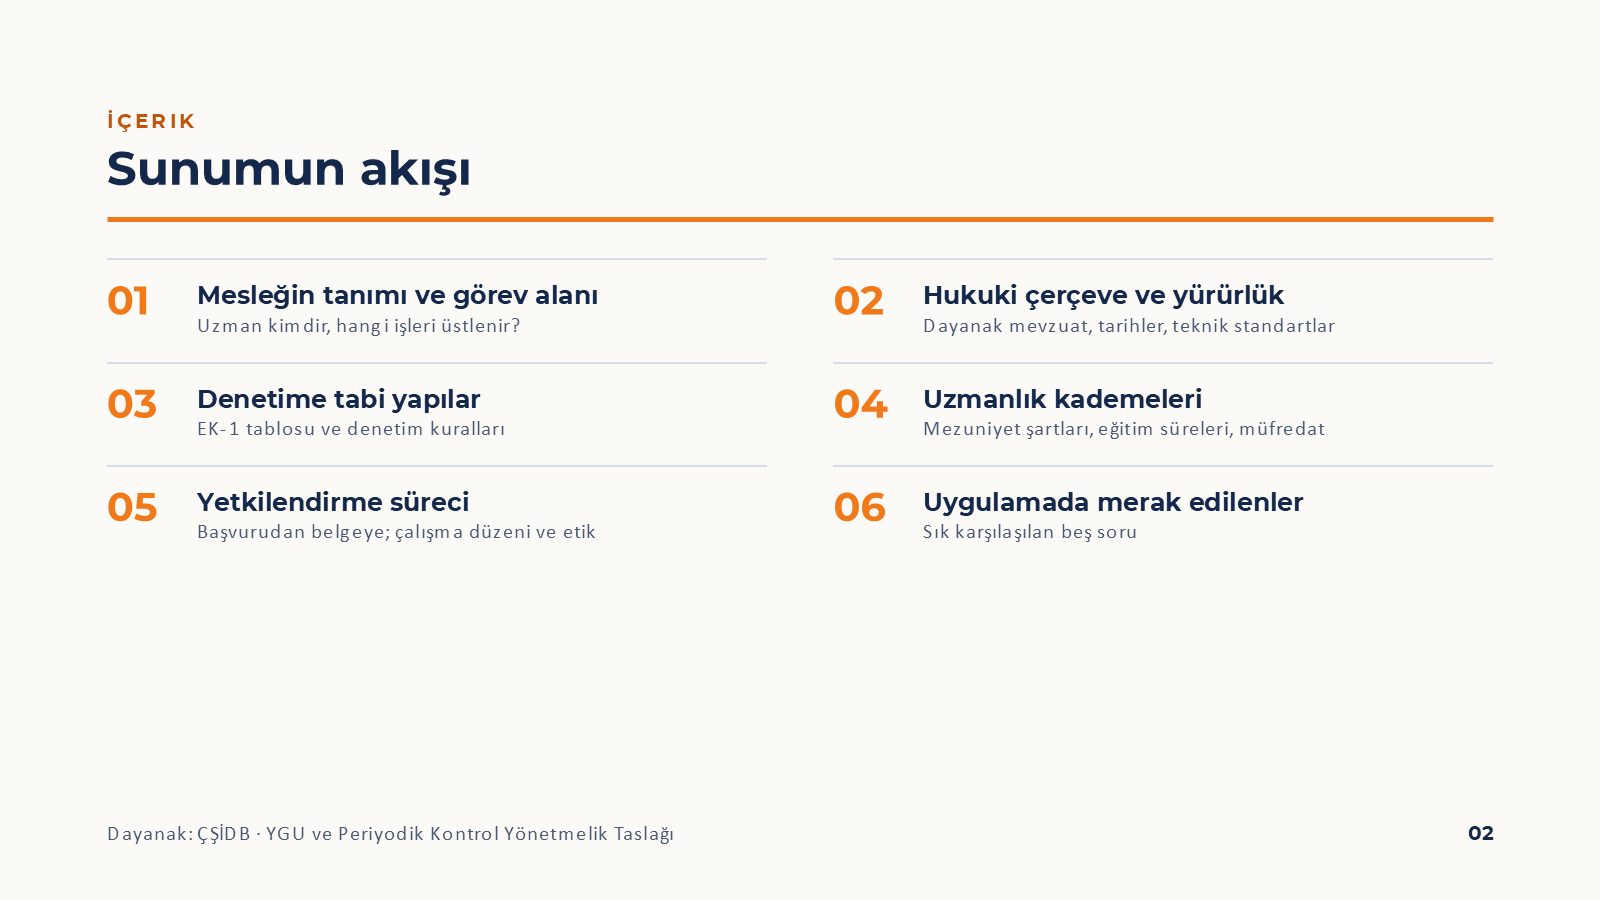 İÇERIK
Sunumun akışı
01 Mesleğin tanımı ve görev alanı
Uzman kimdir, hangi işleri üstlenir?
02 Hukuki çerçeve ve yürürlük
Dayanak mevzuat, tarihler, teknik standartlar
03 Denetime tabi yapılar
EK-1 tablosu ve denetim kuralları
04 Uzmanlık kademeleri
Mezuniyet şartları, eğitim süreleri, müfredat
05 Yetkilendirme süreci
Başvurudan belgeye; çalışma düzeni ve etik
06 Uygulamada merak edilenler
Sık karşılaşılan beş soru
Dayanak: ÇŞİDB · YGU ve Periyodik Kontrol Yönetmelik Taslağı
02